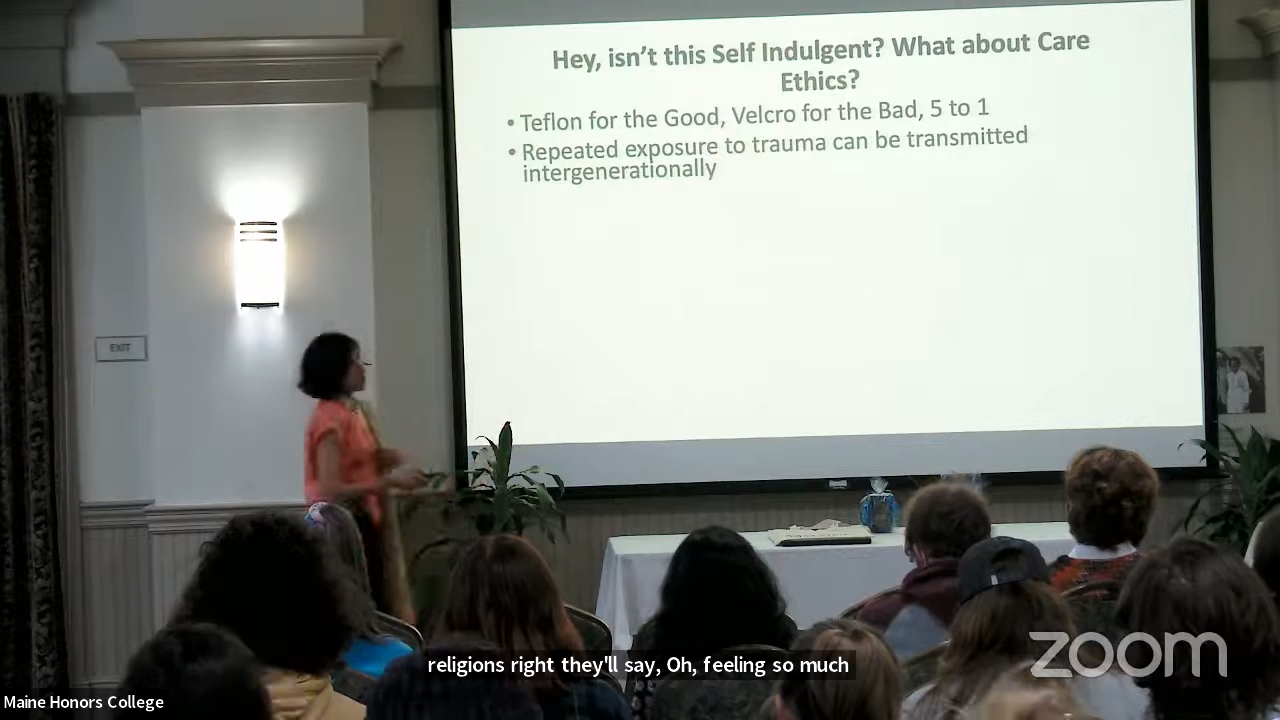 Hey, isn't this Self Indulgent? What about Care
Ethics?
• Teflon for the Good, Velcro for the Bad, 5 to 1
• Repeated exposure to trauma can be transmitted
intergenerationally
EXIT
religions right they'll say, Oh, feeling so much
zoom
Maine Honors College